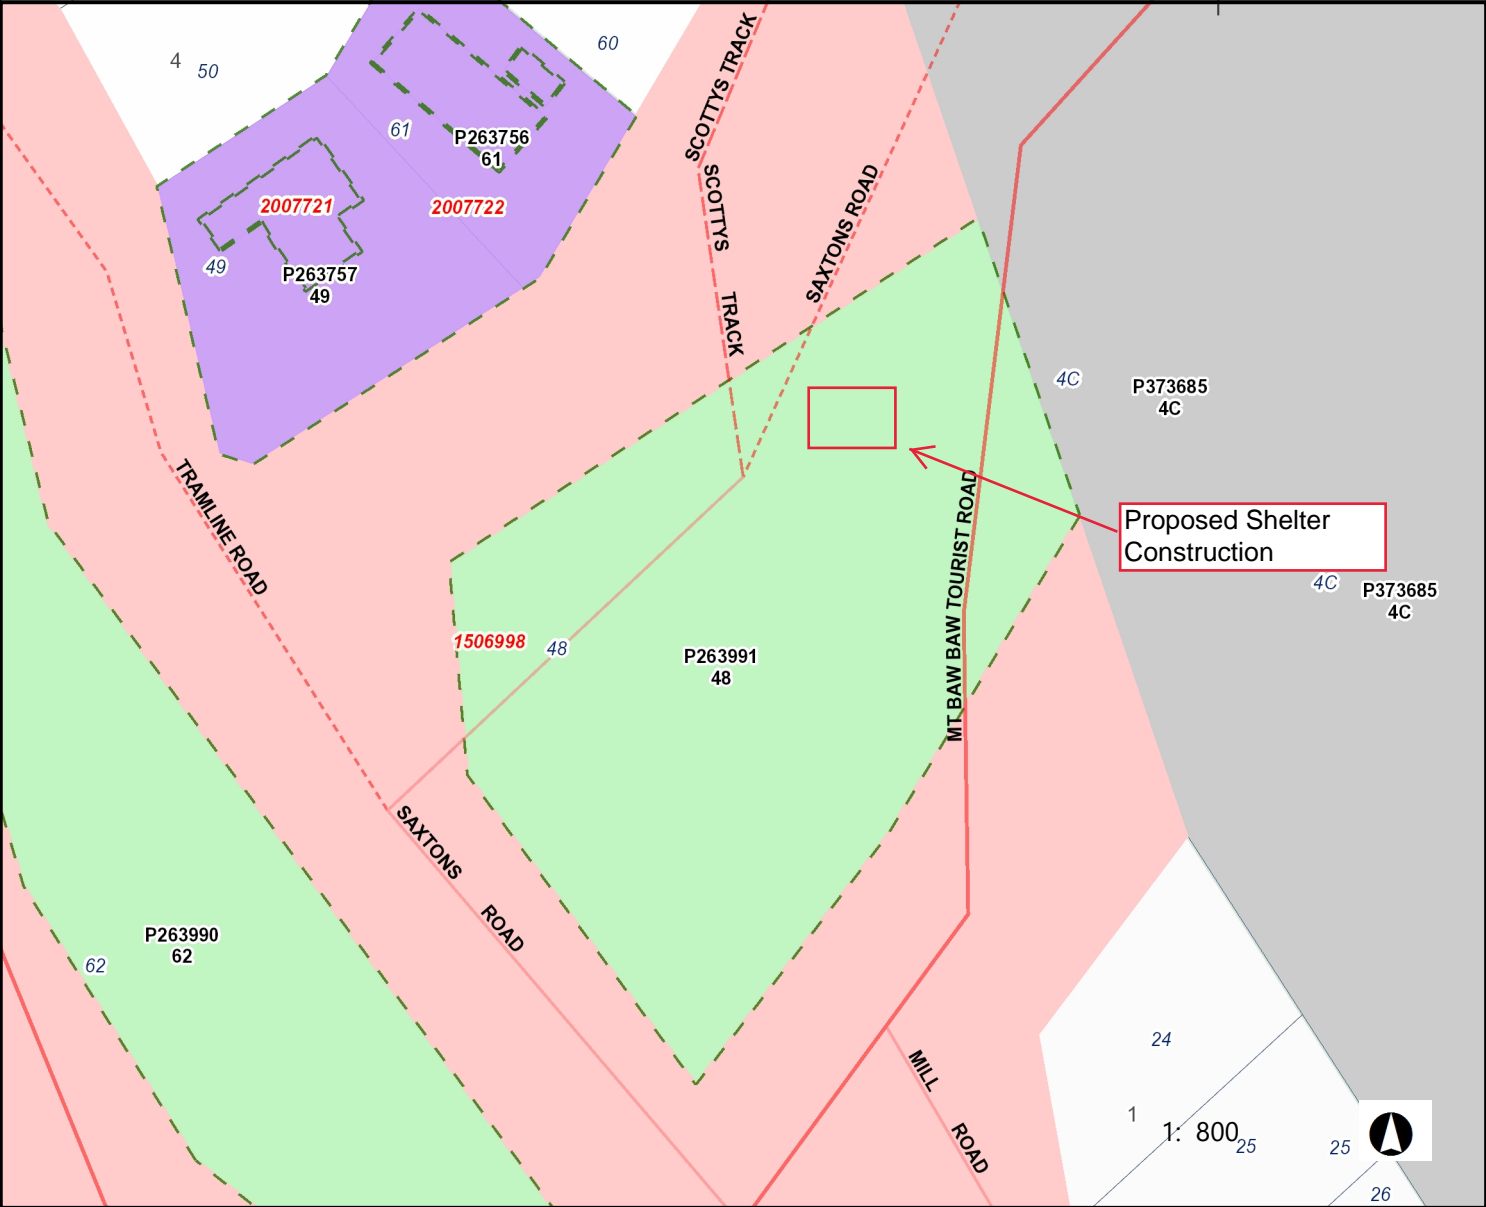 4
50
60
61
P263756
61
2007721
2007722
49
P263757
49
SCOTTYS TRACK
SCOTTYS TRACK
SAXTONS ROAD
4C
P373685
4C
Proposed Shelter
Construction
4C
P373685
4C
TRAMLINE ROAD
MT BAW BAW TOURIST ROAD
1506998
48
P263991
48
SAXTONS ROAD
P263990
62
62
MILL ROAD
24
1
1: 800
25
25
26